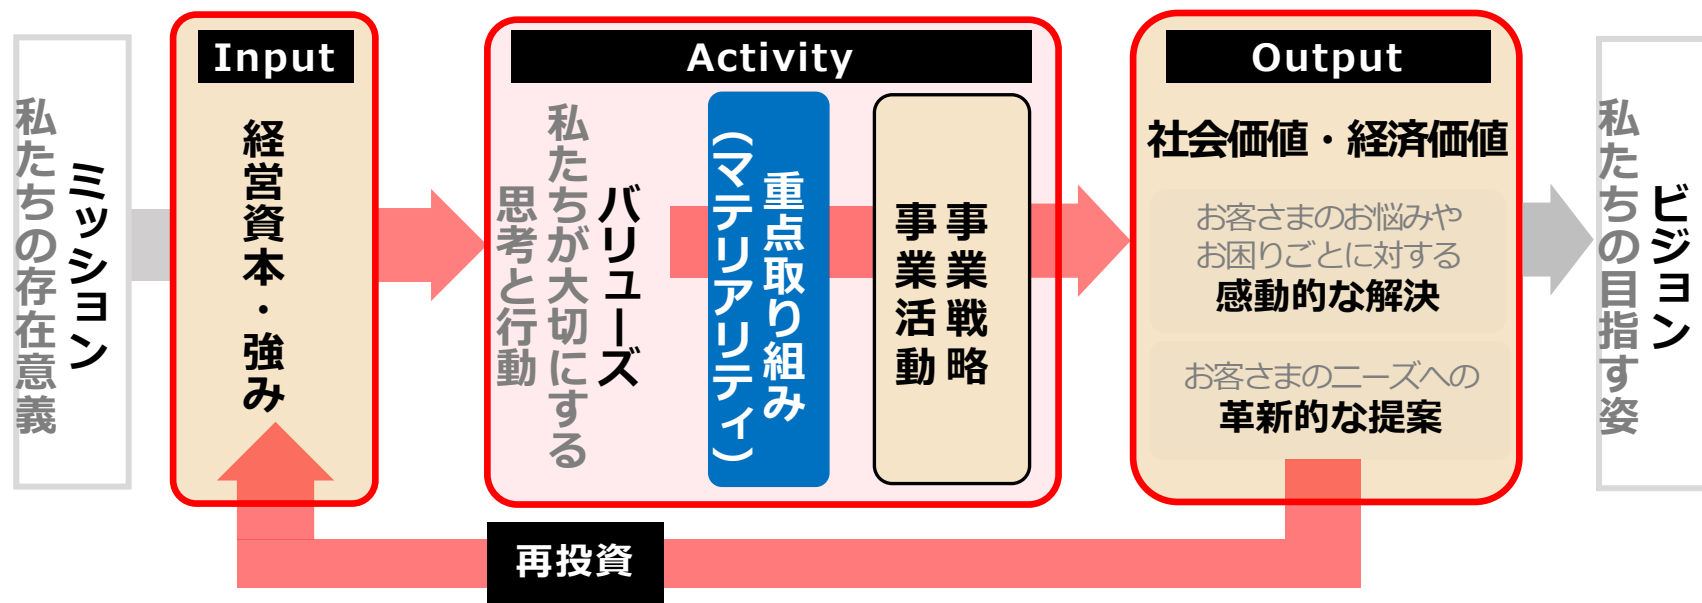 ミッション
私たちの存在意義
Input
経営資本・強み
Activity
バリューズ
私たちが大切にする
思考と行動
重点取り組み
(マテリアリティ)
事業戦略
事業活動
Output
社会価値・経済価値
お客さまのお悩みや
お困りごとに対する
感動的な解決
お客さまのニーズへの
革新的な提案
ビジョン
私たちの目指す姿
再投資